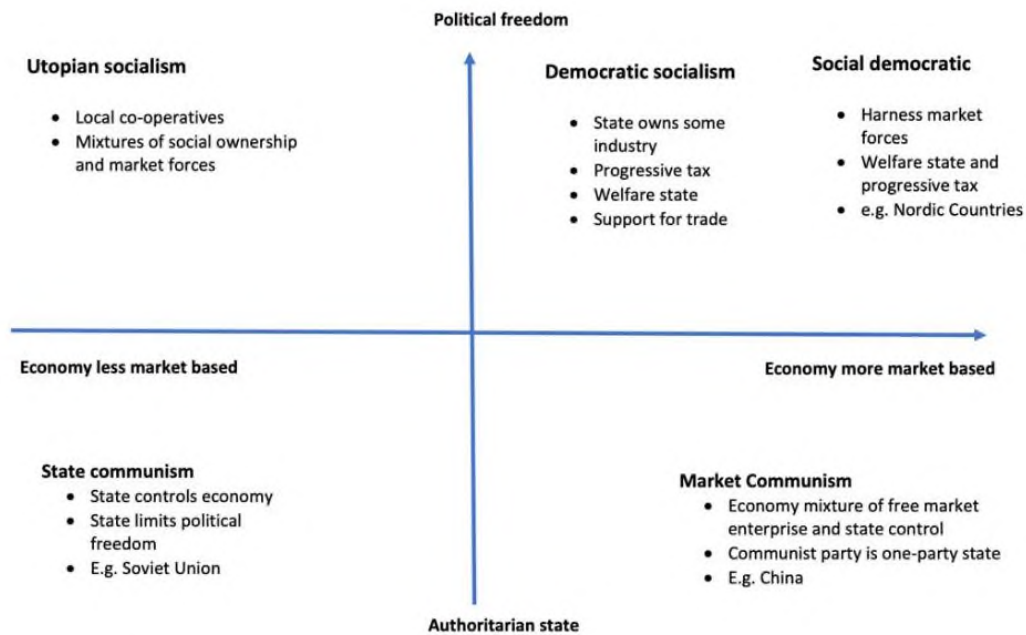 Political freedom
Utopian socialism
• Local co-operatives
• Mixtures of social ownership
and market forces
Democratic socialism
• State owns some
industry
• Progressive tax
• Welfare state
• Support for trade
Social democratic
• Harness market
forces
• Welfare state and
progressive tax
• e.g. Nordic Countries
Economy less market based
Economy more market based
State communism
• State controls economy
• State limits political
freedom
• E.g. Soviet Union
Market Communism
• Economy mixture of free market
enterprise and state control
• Communist party is one-party state
• E.g. China
Authoritarian state